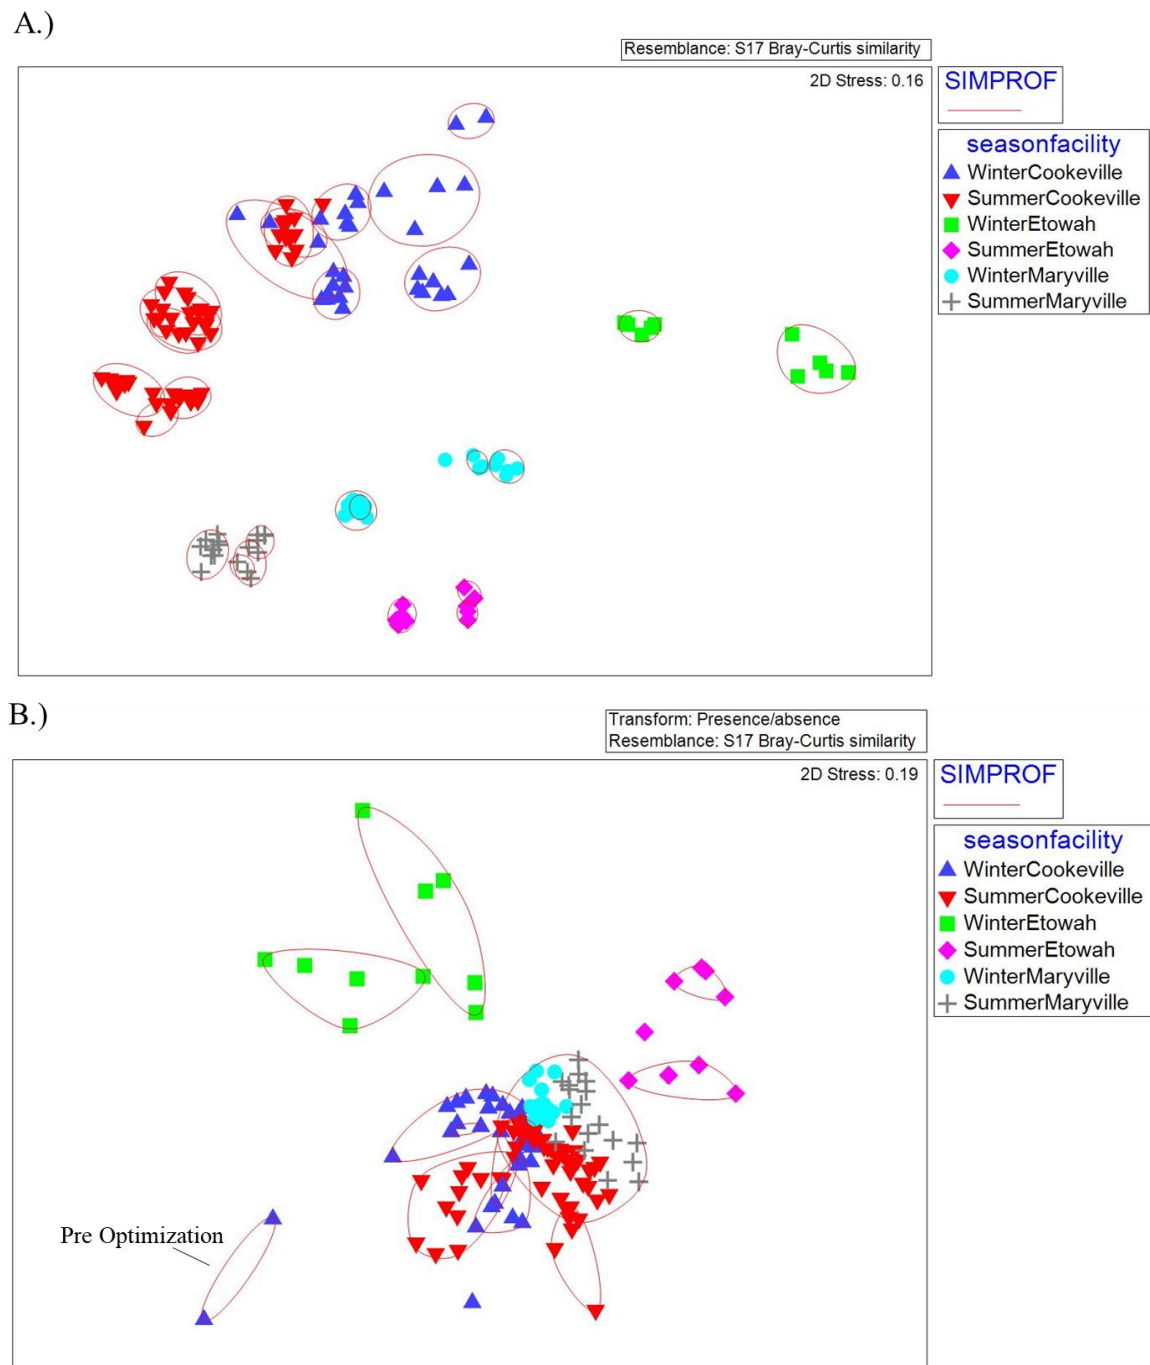 A.)
Resemblance: S17 Bray-Curtis similarity
2D Stress: 0.16
SIMPROF
seasonfacility
WinterCookeville
SummerCookeville
WinterEtowah
SummerEtowah
WinterMaryville
SummerMaryville
B.)
Transform: Presence/absence
Resemblance: S17 Bray-Curtis similarity
2D Stress: 0.19
SIMPROF
seasonfacility
WinterCookeville
SummerCookeville
WinterEtowah
SummerEtowah
WinterMaryville
SummerMaryville
Pre Optimization